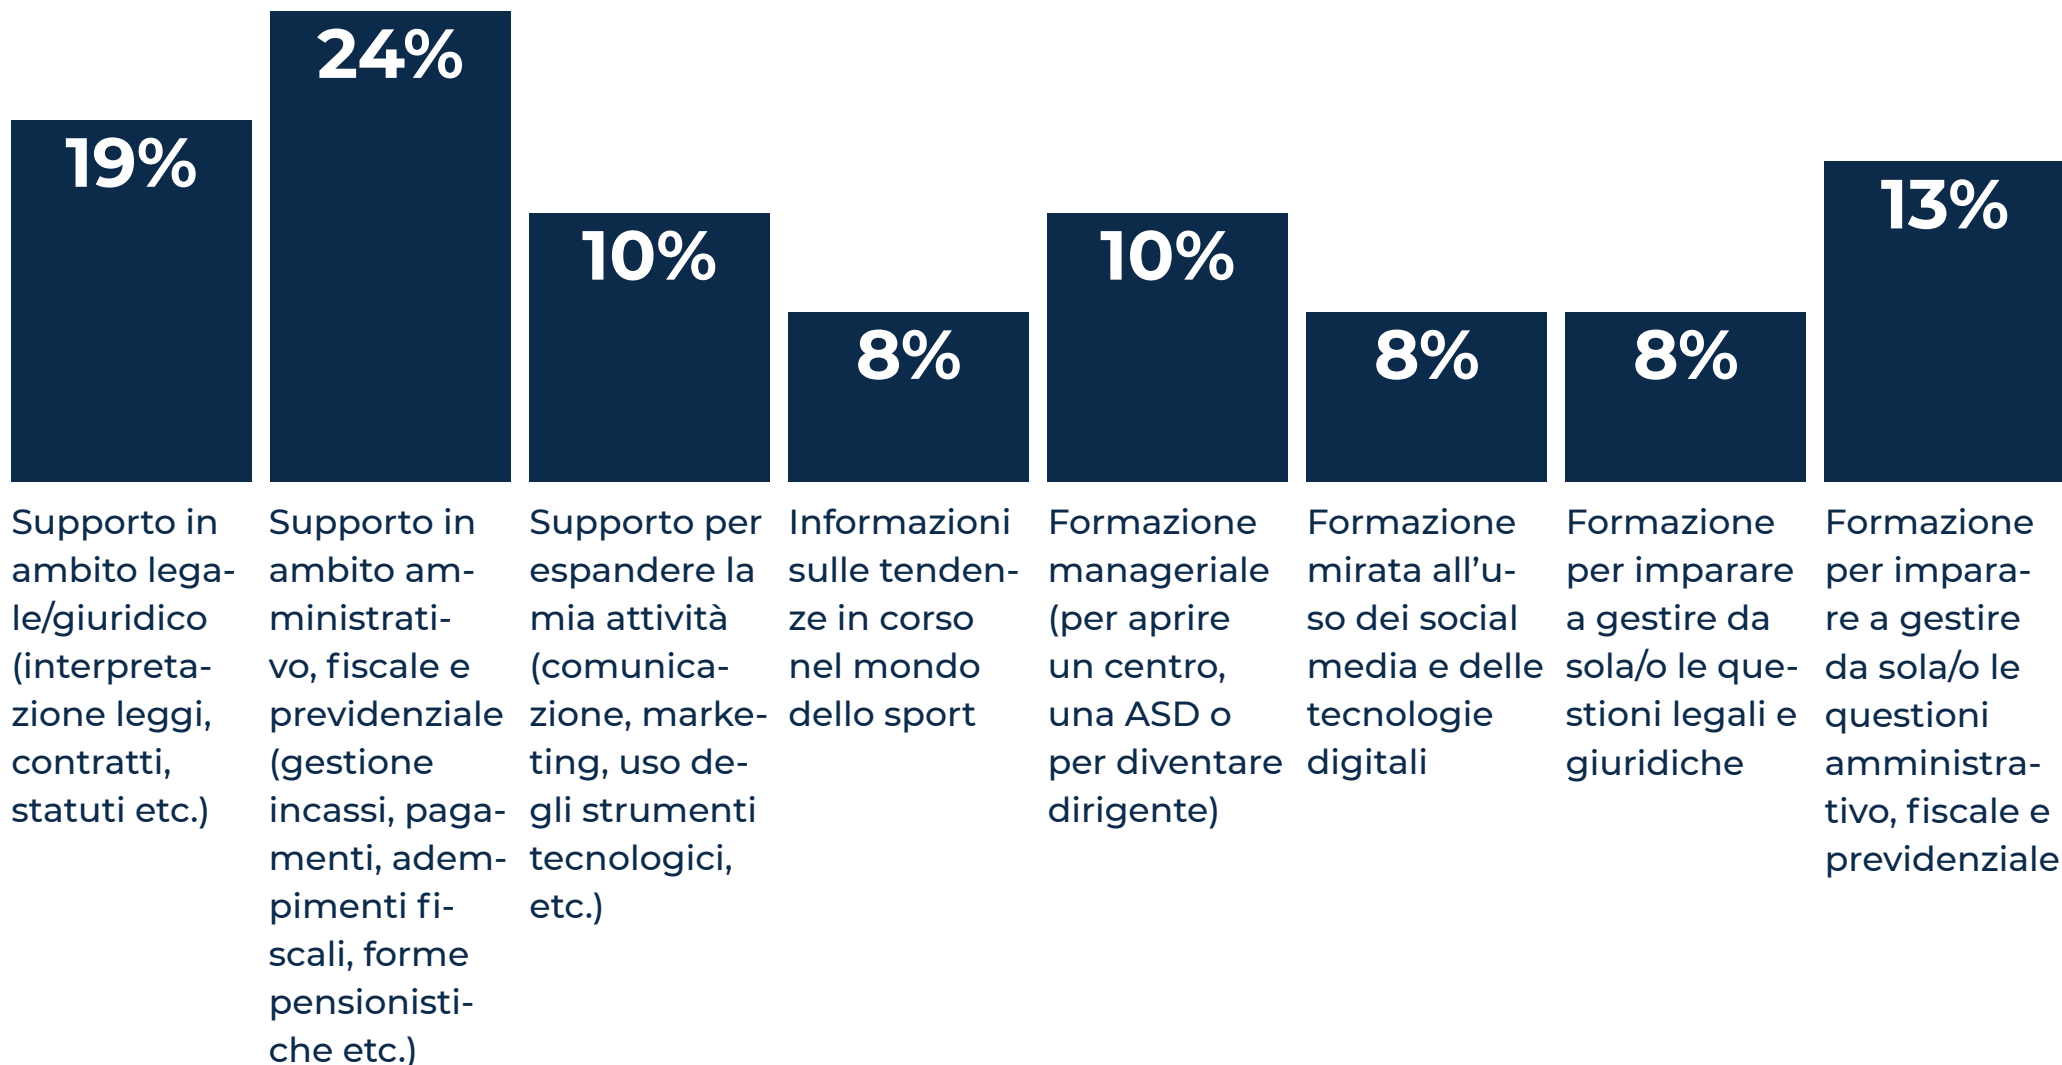 19%
24%
10%
8%
10%
8%
8%
13%
Supporto in
ambito lega-
le/giuridico
(interpreta-
zione leggi,
contratti,
statuti etc.)
Supporto in
ambito am-
ministrati-
vo, fiscale e
previdenziale
(gestione
incassi, paga-
menti, adem-
pimenti fi-
scali, forme
pensionisti-
che etc.)
Supporto per
espandere la
mia attività
(comunica-
zione, marke-
ting, uso de-
gli strumenti
tecnologici,
etc.)
Informazioni
sulle tenden-
ze in corso
nel mondo
dello sport
Formazione
manageriale
(per aprire
un centro,
una ASD o
per diventare
dirigente)
Formazione
mirata all’u-
so dei social
media e delle
tecnologie
digitali
Formazione
per imparare
a gestire da
sola/o le que-
stioni legali e
giuridiche
Formazione
per impara-
re a gestire
da sola/o le
questioni
amministra-
tivo, fiscale e
previdenziale